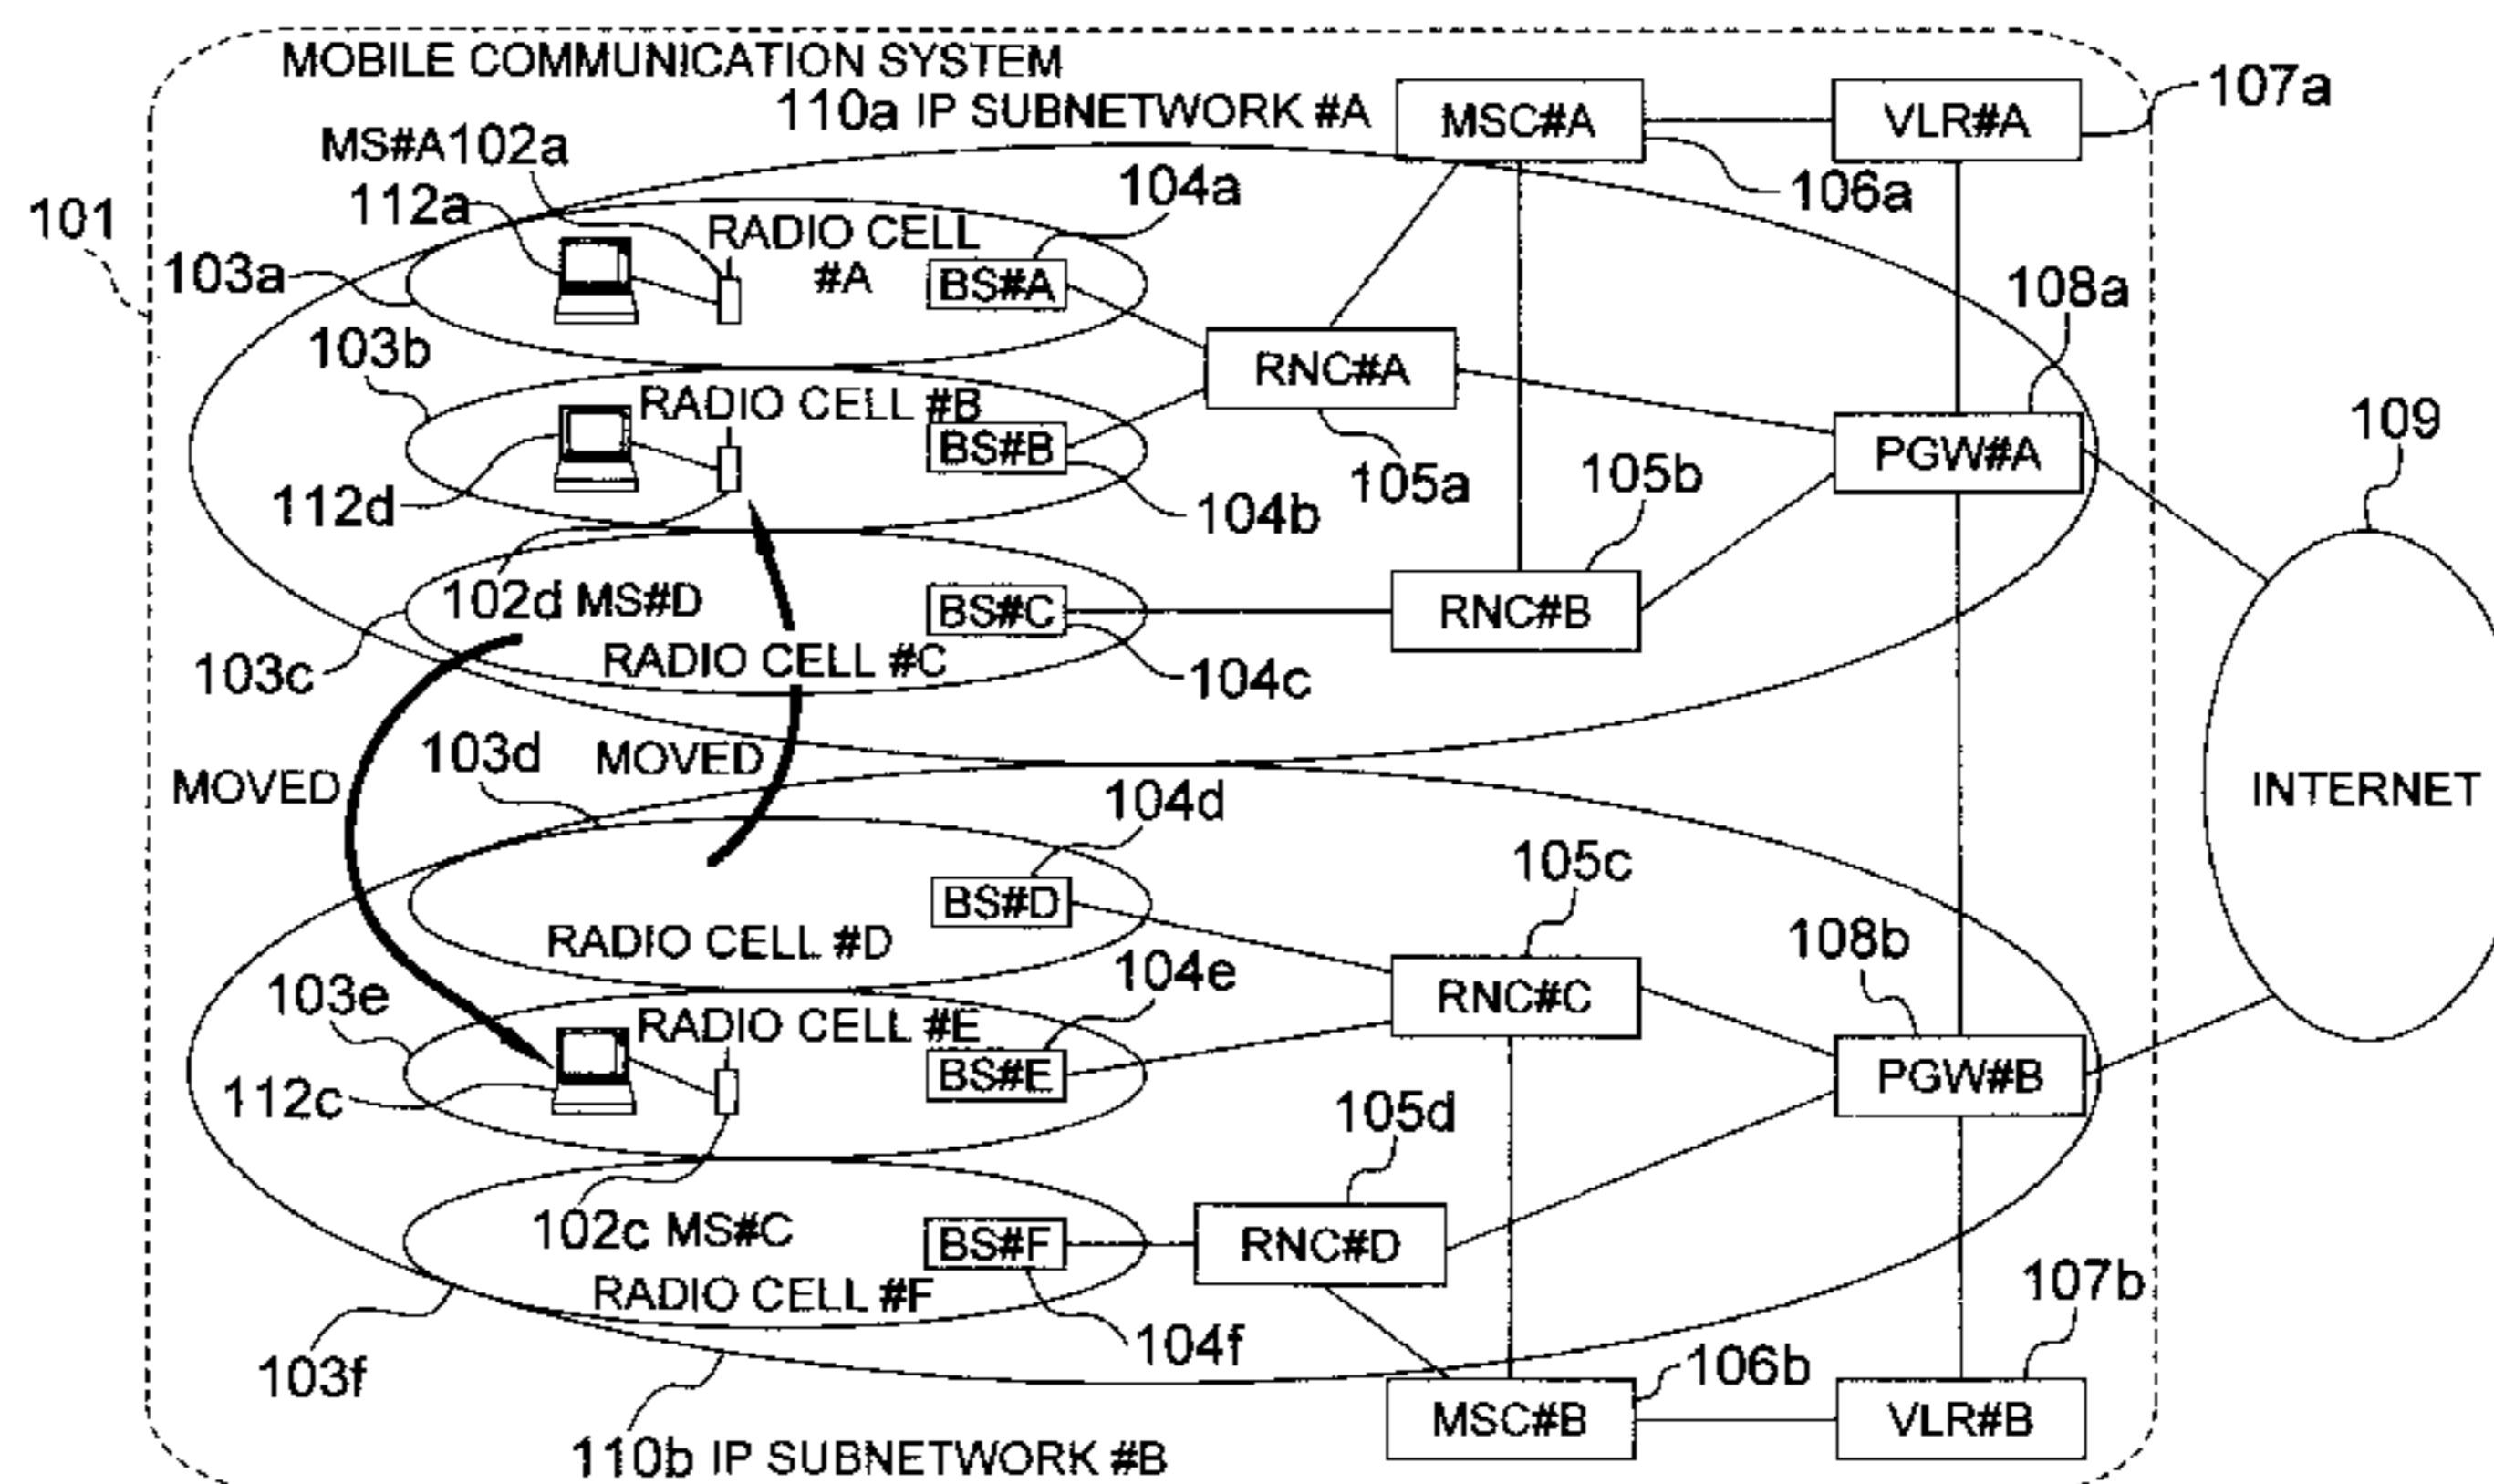 MOBILE COMMUNICATION SYSTEM
110a IP SUBNETWORK #A
MSC#A
VLR#A
107a
MS#A 102a
112a
104a
106a
101
RADIO CELL
#A
103a
BS#A
108a
103b
RNC#A
RADIO CELL #B
109
BS#B
PGW#A
112d
105a
105b
104b
102d MS#D
BS#C
RNC#B
103c
RADIO CELL #C
104c
103d
MOVED
MOVED
104d
INTERNET
105c
BS#D
RADIO CELL #D
108b
103e
104e
RNC#C
RADIO CELL #E
BS#E
PGW#B
112c
105d
102c MS#C
BS#F
RNC#D
RADIO CELL #F
107b
103f
104f
106b
MSC#B
VLR#B
110b IP SUBNETWORK #B